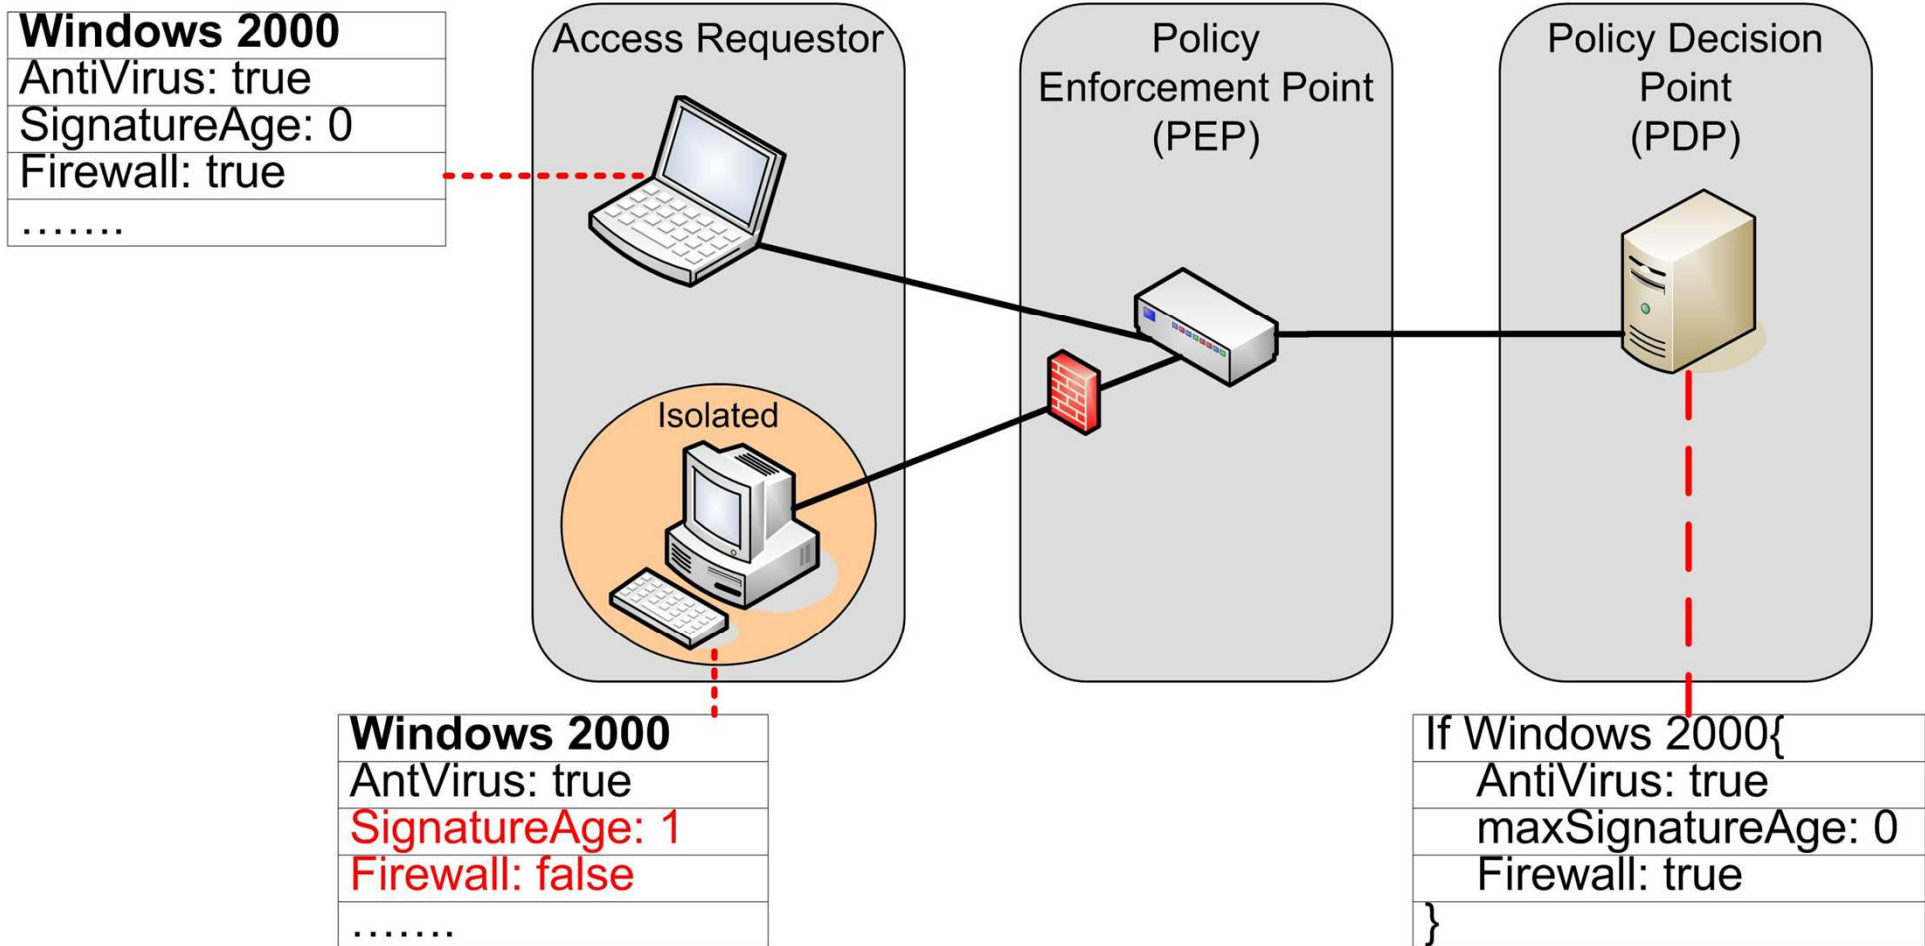 Windows 2000
AntiVirus: true
SignatureAge: 0
Firewall: true
.......
Access Requestor
Isolated
Policy
Enforcement Point
(PEP)
Policy Decision
Point
(PDP)
Windows 2000
AntVirus: true
SignatureAge: 1
Firewall: false
.......
If Windows 2000{
AntiVirus: true
maxSignatureAge: 0
Firewall: true
}